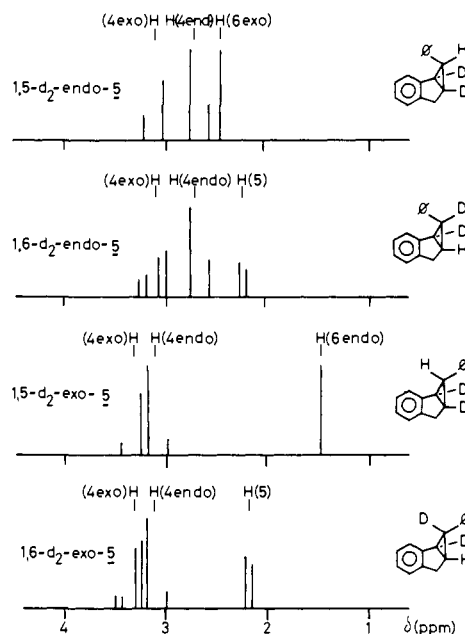 (4exo)H H(4endo) H(6exo)
Ø H
D
D
1,5-d2-endo-5
(4exo)H H(4endo) H(5)
Ø D
D
H
1,6-d2-endo-5
(4exo)H H(4endo) H(6endo)
H Ø
D
D
1,5-d2-exo-5
(4exo)H H(4endo) H(5)
D Ø
D
H
1,6-d2-exo-5
4 3 2 1 δ(ppm)